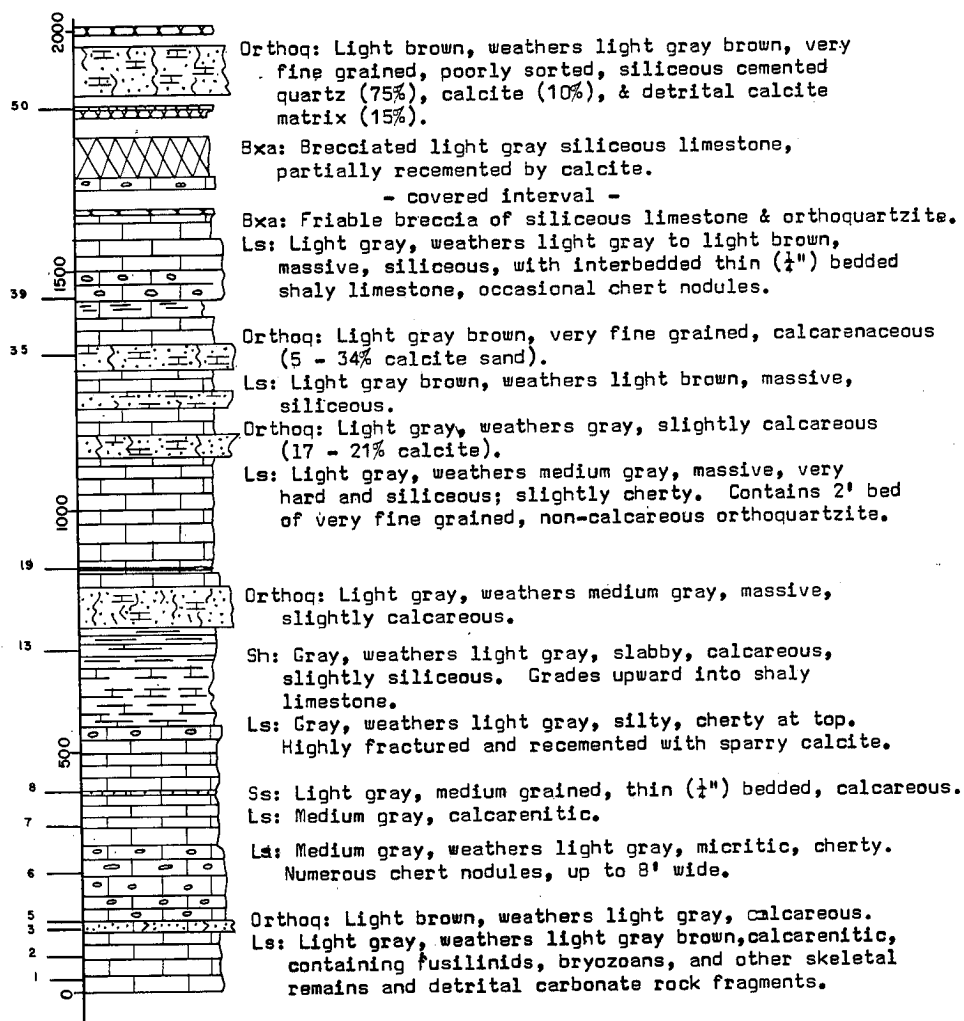 2000
Orthoq: Light brown, weathers light gray brown, very
fine grained, poorly sorted, siliceous cemented
quartz (75%), calcite (10%), & detrital calcite
matrix (15%).
50
Bxa: Brecciated light gray siliceous limestone,
partially recemented by calcite.
- covered interval -
Bxa: Friable breccia of siliceous limestone & orthoquartzite.
Ls: Light gray, weathers light gray to light brown,
massive, siliceous, with interbedded thin (¼") bedded
shaly limestone, occasional chert nodules.
1500
39
Orthoq: Light gray brown, very fine grained, calcarenaceous
(5 - 34% calcite sand).
35
Ls: Light gray brown, weathers light brown, massive,
siliceous.
Orthoq: Light gray, weathers gray, slightly calcareous
(17 - 21% calcite).
Ls: Light gray, weathers medium gray, massive, very
hard and siliceous; slightly cherty. Contains 2' bed
of very fine grained, non-calcareous orthoquartzite.
1000
19
Orthoq: Light gray, weathers medium gray, massive,
slightly calcareous.
13
Sh: Gray, weathers light gray, slabby, calcareous,
slightly siliceous. Grades upward into shaly
limestone.
Ls: Gray, weathers light gray, silty, cherty at top.
Highly fractured and recemented with sparry calcite.
500
8
Ss: Light gray, medium grained, thin (¼") bedded, calcareous.
Ls: Medium gray, calcarenitic.
7
Ls: Medium gray, weathers light gray, micritic, cherty.
Numerous chert nodules, up to 8' wide.
6
5
Orthoq: Light brown, weathers light gray, calcareous.
3
Ls: Light gray, weathers light gray brown,calcarenitic,
containing fusilinids, bryozoans, and other skeletal
remains and detrital carbonate rock fragments.
2
1
0